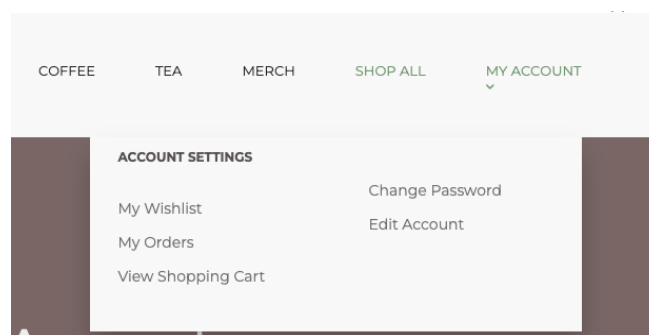 COFFEE TEA MERCH SHOP ALL MY ACCOUNT
ACCOUNT SETTINGS
My Wishlist
My Orders
View Shopping Cart
Change Password
Edit Account